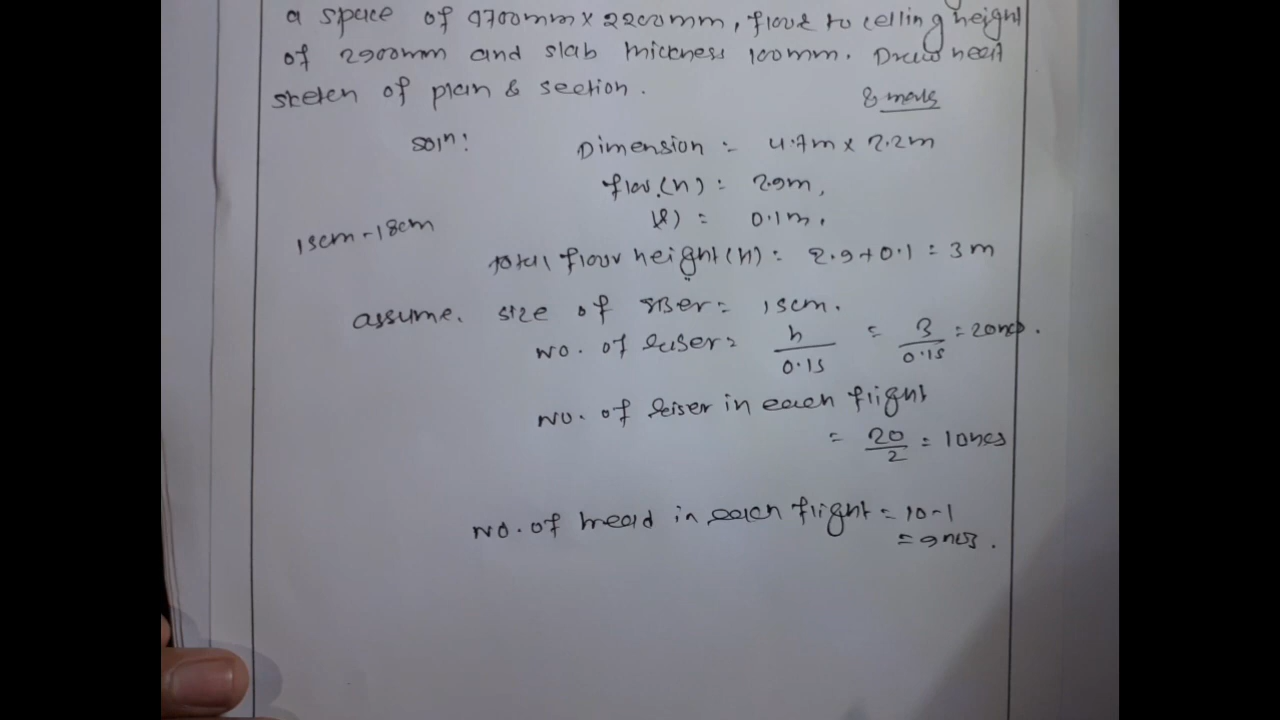 a space of 4700mm x 2200mm, floor to ceiling height
of 2900mm and slab thickness 100mm. Draw neat
sketch of plan & section.
8 marks
Soln:
Dimension = 4.7m x 2.2m
floor (h) = 2.9m,
(t) = 0.1m.
15cm - 18cm
total floor height (h) = 2.9 + 0.1 = 3m
assume. size of riser = 15cm.
No. of riser = h / 0.15 = 3 / 0.15 = 20nos.
No. of riser in each flight
= 20 / 2 = 10nos
No. of tread in each flight = 10-1
= 9nos.